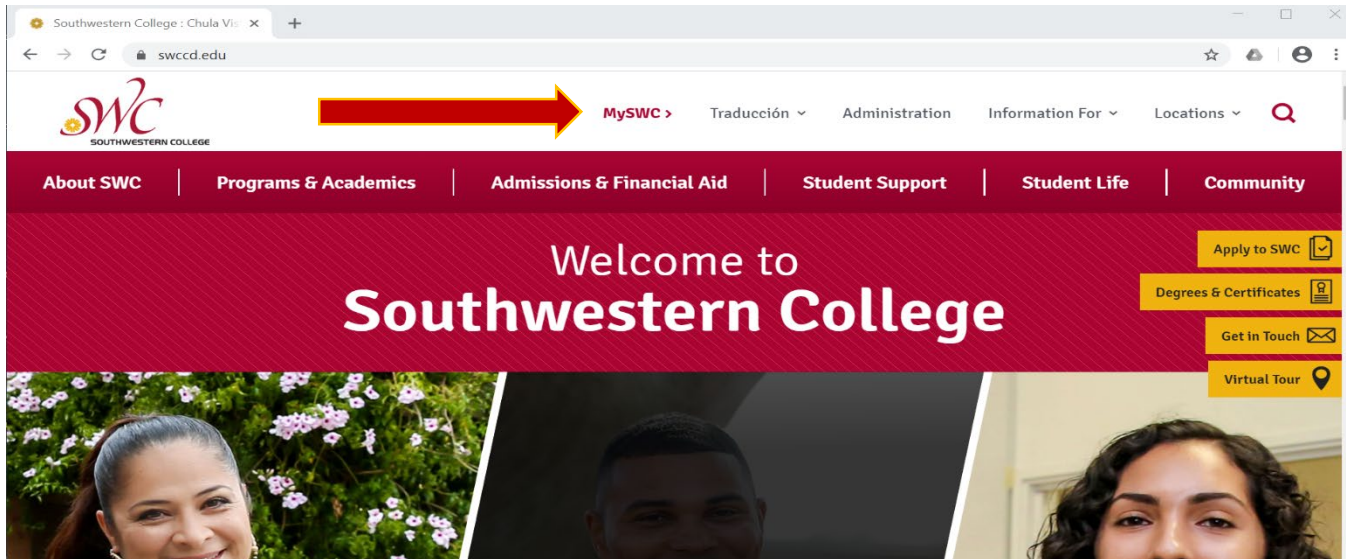 Southwestern College : Chula Vis
swccd.edu
SWC
SOUTHWESTERN COLLEGE
MySWC >
Traducción
Administration
Information For
Locations
About SWC
Programs & Academics
Admissions & Financial Aid
Student Support
Student Life
Community
Welcome to
Southwestern College
Apply to SWC
Degrees & Certificates
Get in Touch
Virtual Tour